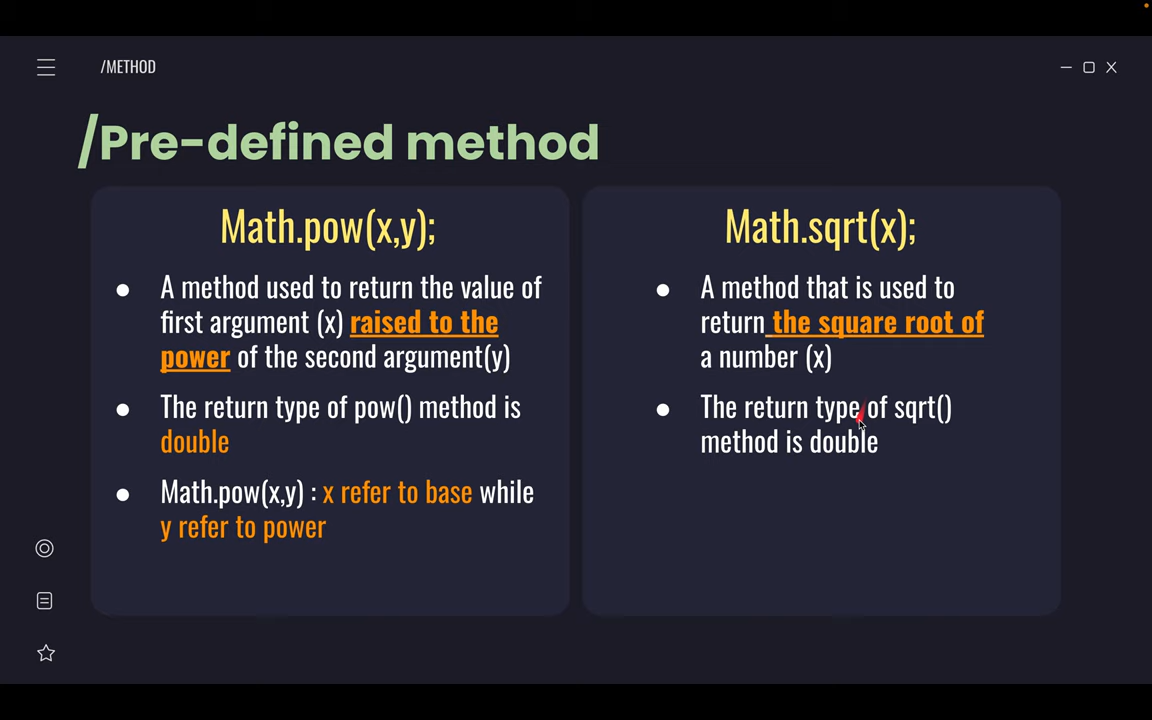 /METHOD
/Pre-defined method
Math.pow(x,y);
A method used to return the value of
first argument (x) raised to the
power of the second argument(y)
The return type of pow() method is
double
Math.pow(x,y) : x refer to base while
y refer to power
Math.sqrt(x);
A method that is used to
return the square root of
a number (x)
The return type of sqrt()
method is double